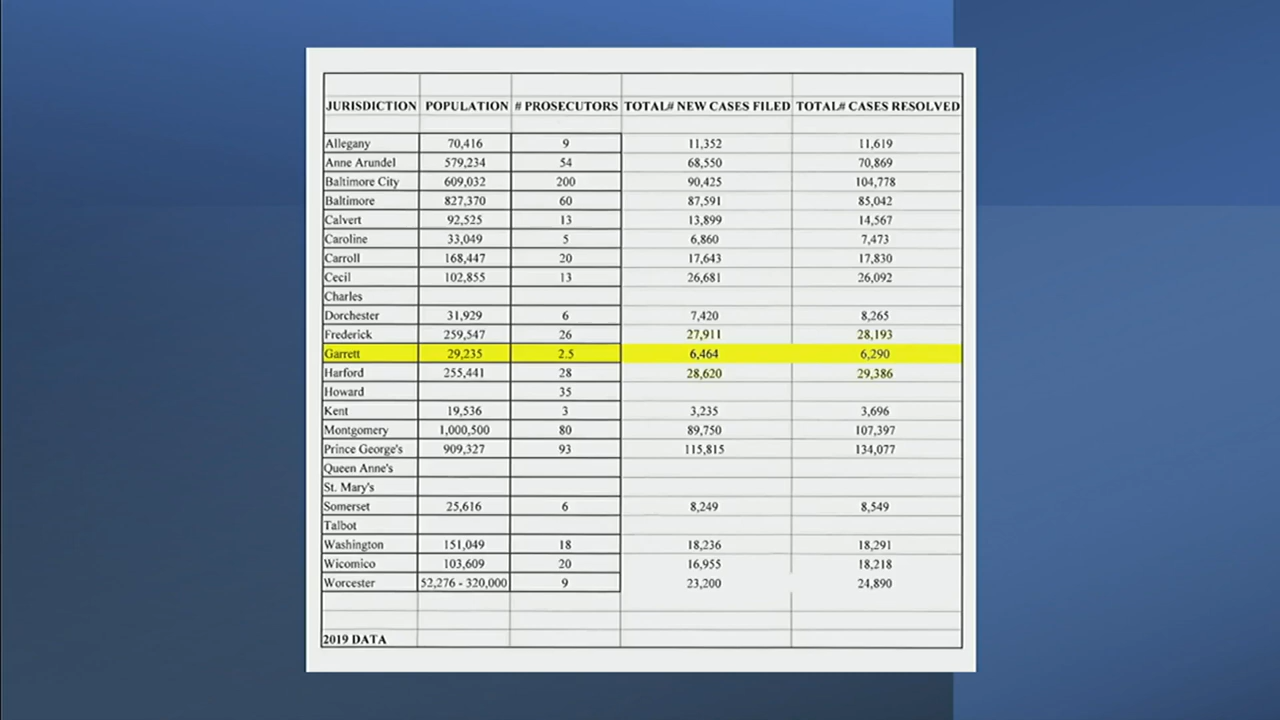 JURISDICTION POPULATION # PROSECUTORS TOTAL# NEW CASES FILED TOTAL# CASES RESOLVED
Allegany 70,416 9 11,352 11,619
Anne Arundel 579,234 54 68,550 70,869
Baltimore City 609,032 200 90,425 104,778
Baltimore 827,370 60 87,591 85,042
Calvert 92,525 13 13,899 14,567
Caroline 33,049 5 6,860 7,473
Carroll 168,447 20 17,643 17,830
Cecil 102,855 13 26,681 26,092
Charles
Dorchester 31,929 6 7,420 8,265
Frederick 259,547 26 27,911 28,193
Garrett 29,235 2.5 6,464 6,290
Harford 255,441 28 28,620 29,386
Howard 35
Kent 19,536 3 3,235 3,696
Montgomery 1,000,500 80 89,750 107,397
Prince George's 909,327 93 115,815 134,077
Queen Anne's
St. Mary's
Somerset 25,616 6 8,249 8,549
Talbot
Washington 151,049 18 18,236 18,291
Wicomico 103,609 20 16,955 18,218
Worcester 52,276 - 320,000 9 23,200 24,890
2019 DATA